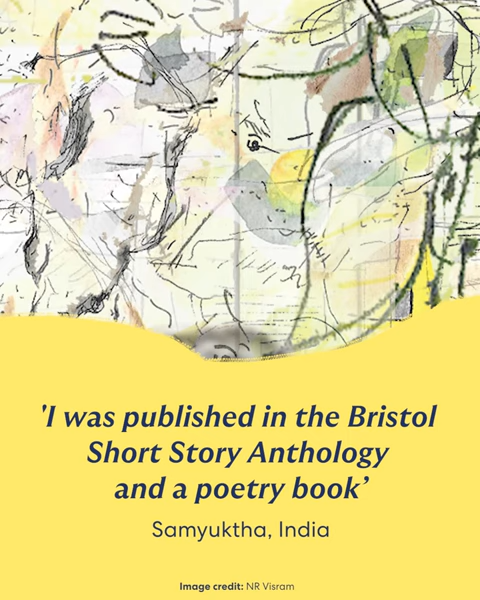 'I was published in the Bristol
Short Story Anthology
and a poetry book’
Samyuktha, India
Image credit: NR Visram